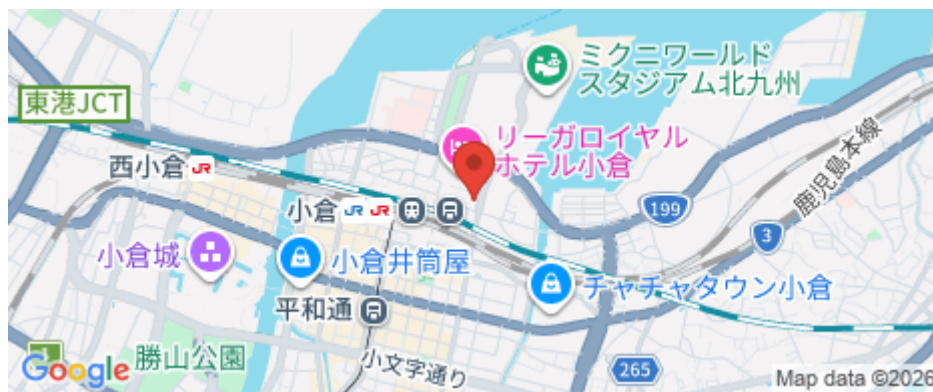 ミクニワールド
スタジアム北九州
東港JCT
リーガロイヤル
ホテル小倉
鹿児島本線
西小倉 JR
199
小倉 JR JR
3
小倉城
小倉井筒屋
チャチャタウン小倉
平和通
勝山公園
小文字通り
265
Google
Map data ©2026